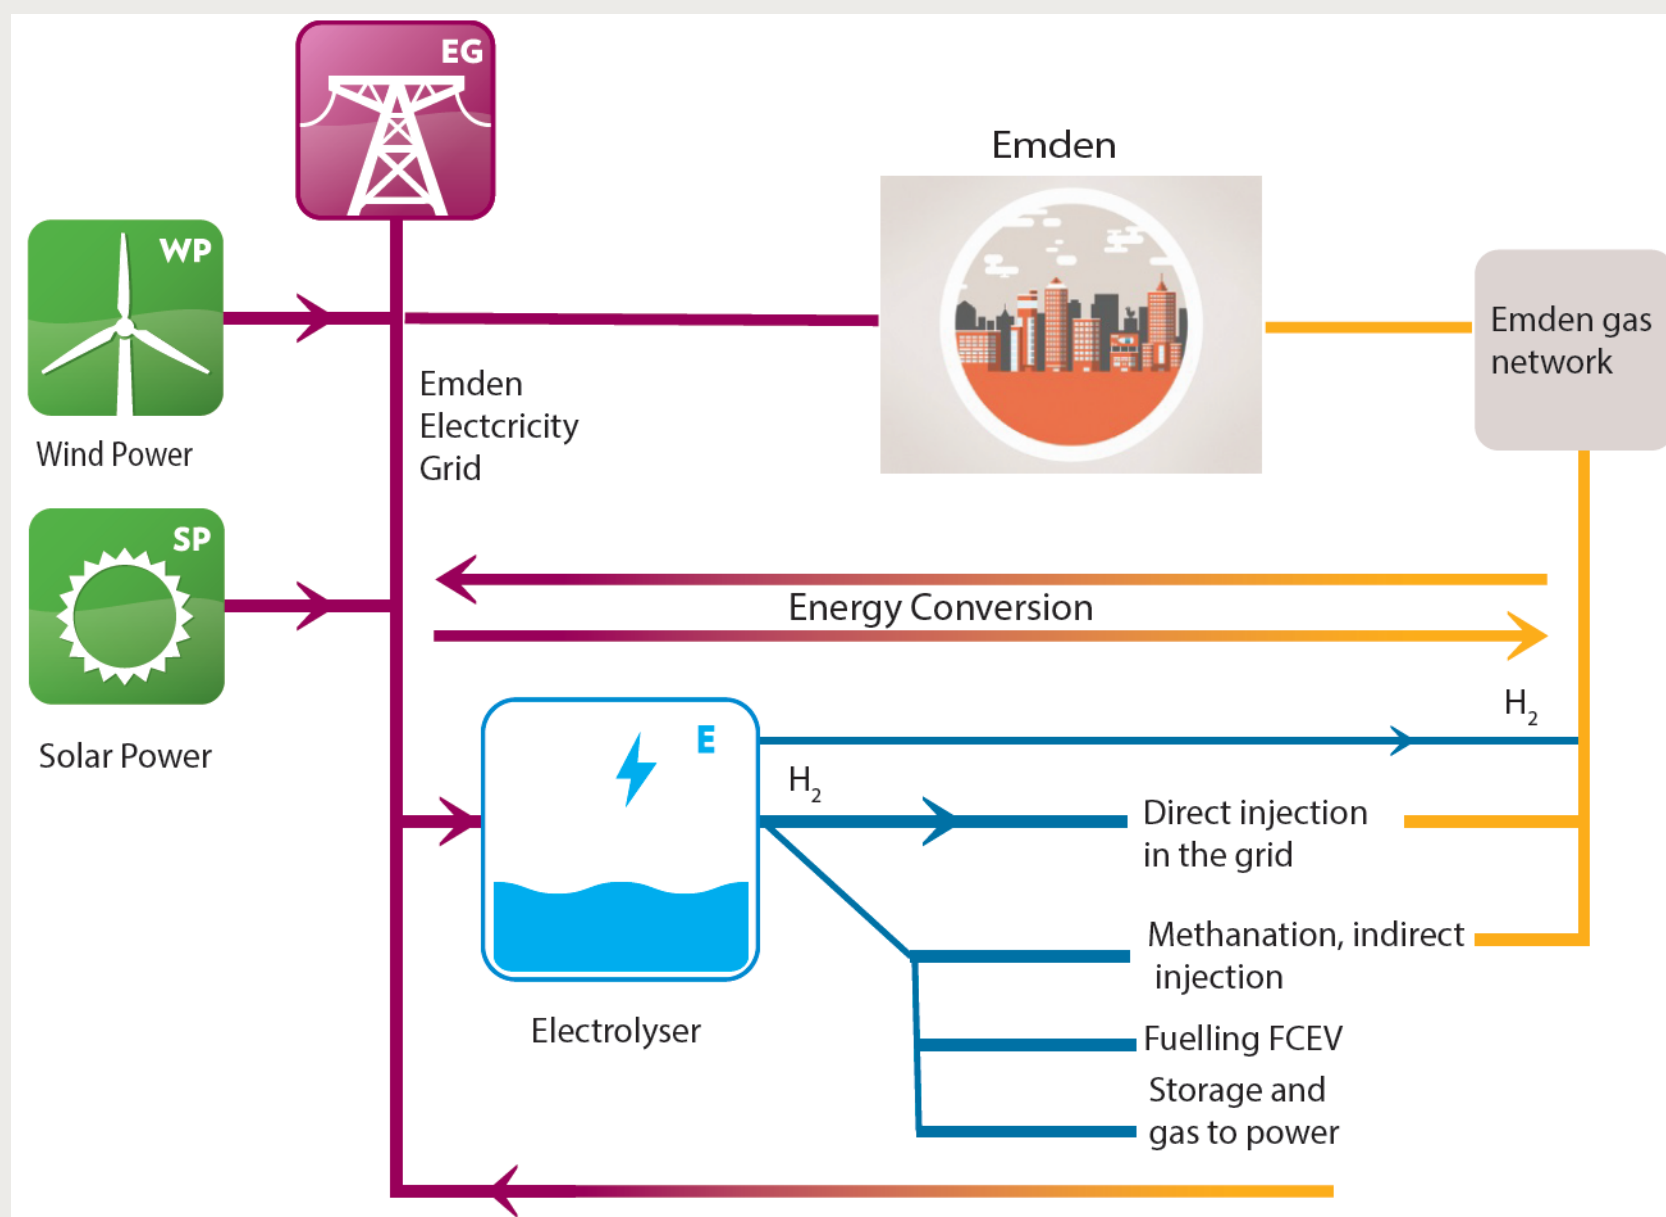 EG
Emden
WP
Emden gas
network
Emden
Electcricity
Grid
Wind Power
SP
Energy Conversion
Solar Power
E
H₂
H₂
Direct injection
in the grid
Methanation, indirect
injection
Electrolyser
Fuelling FCEV
Storage and
gas to power